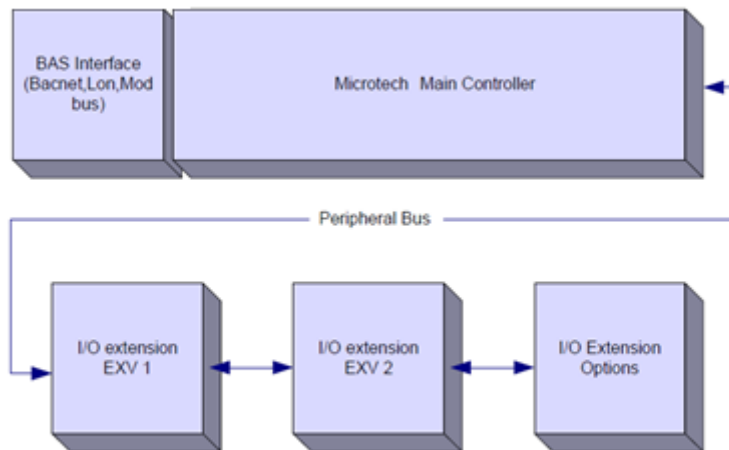 BAS Interface
(Bacnet,Lon,Mod
bus)
Microtech Main Controller
Peripheral Bus
I/O extension
EXV 1
I/O extension
EXV 2
I/O Extension
Options